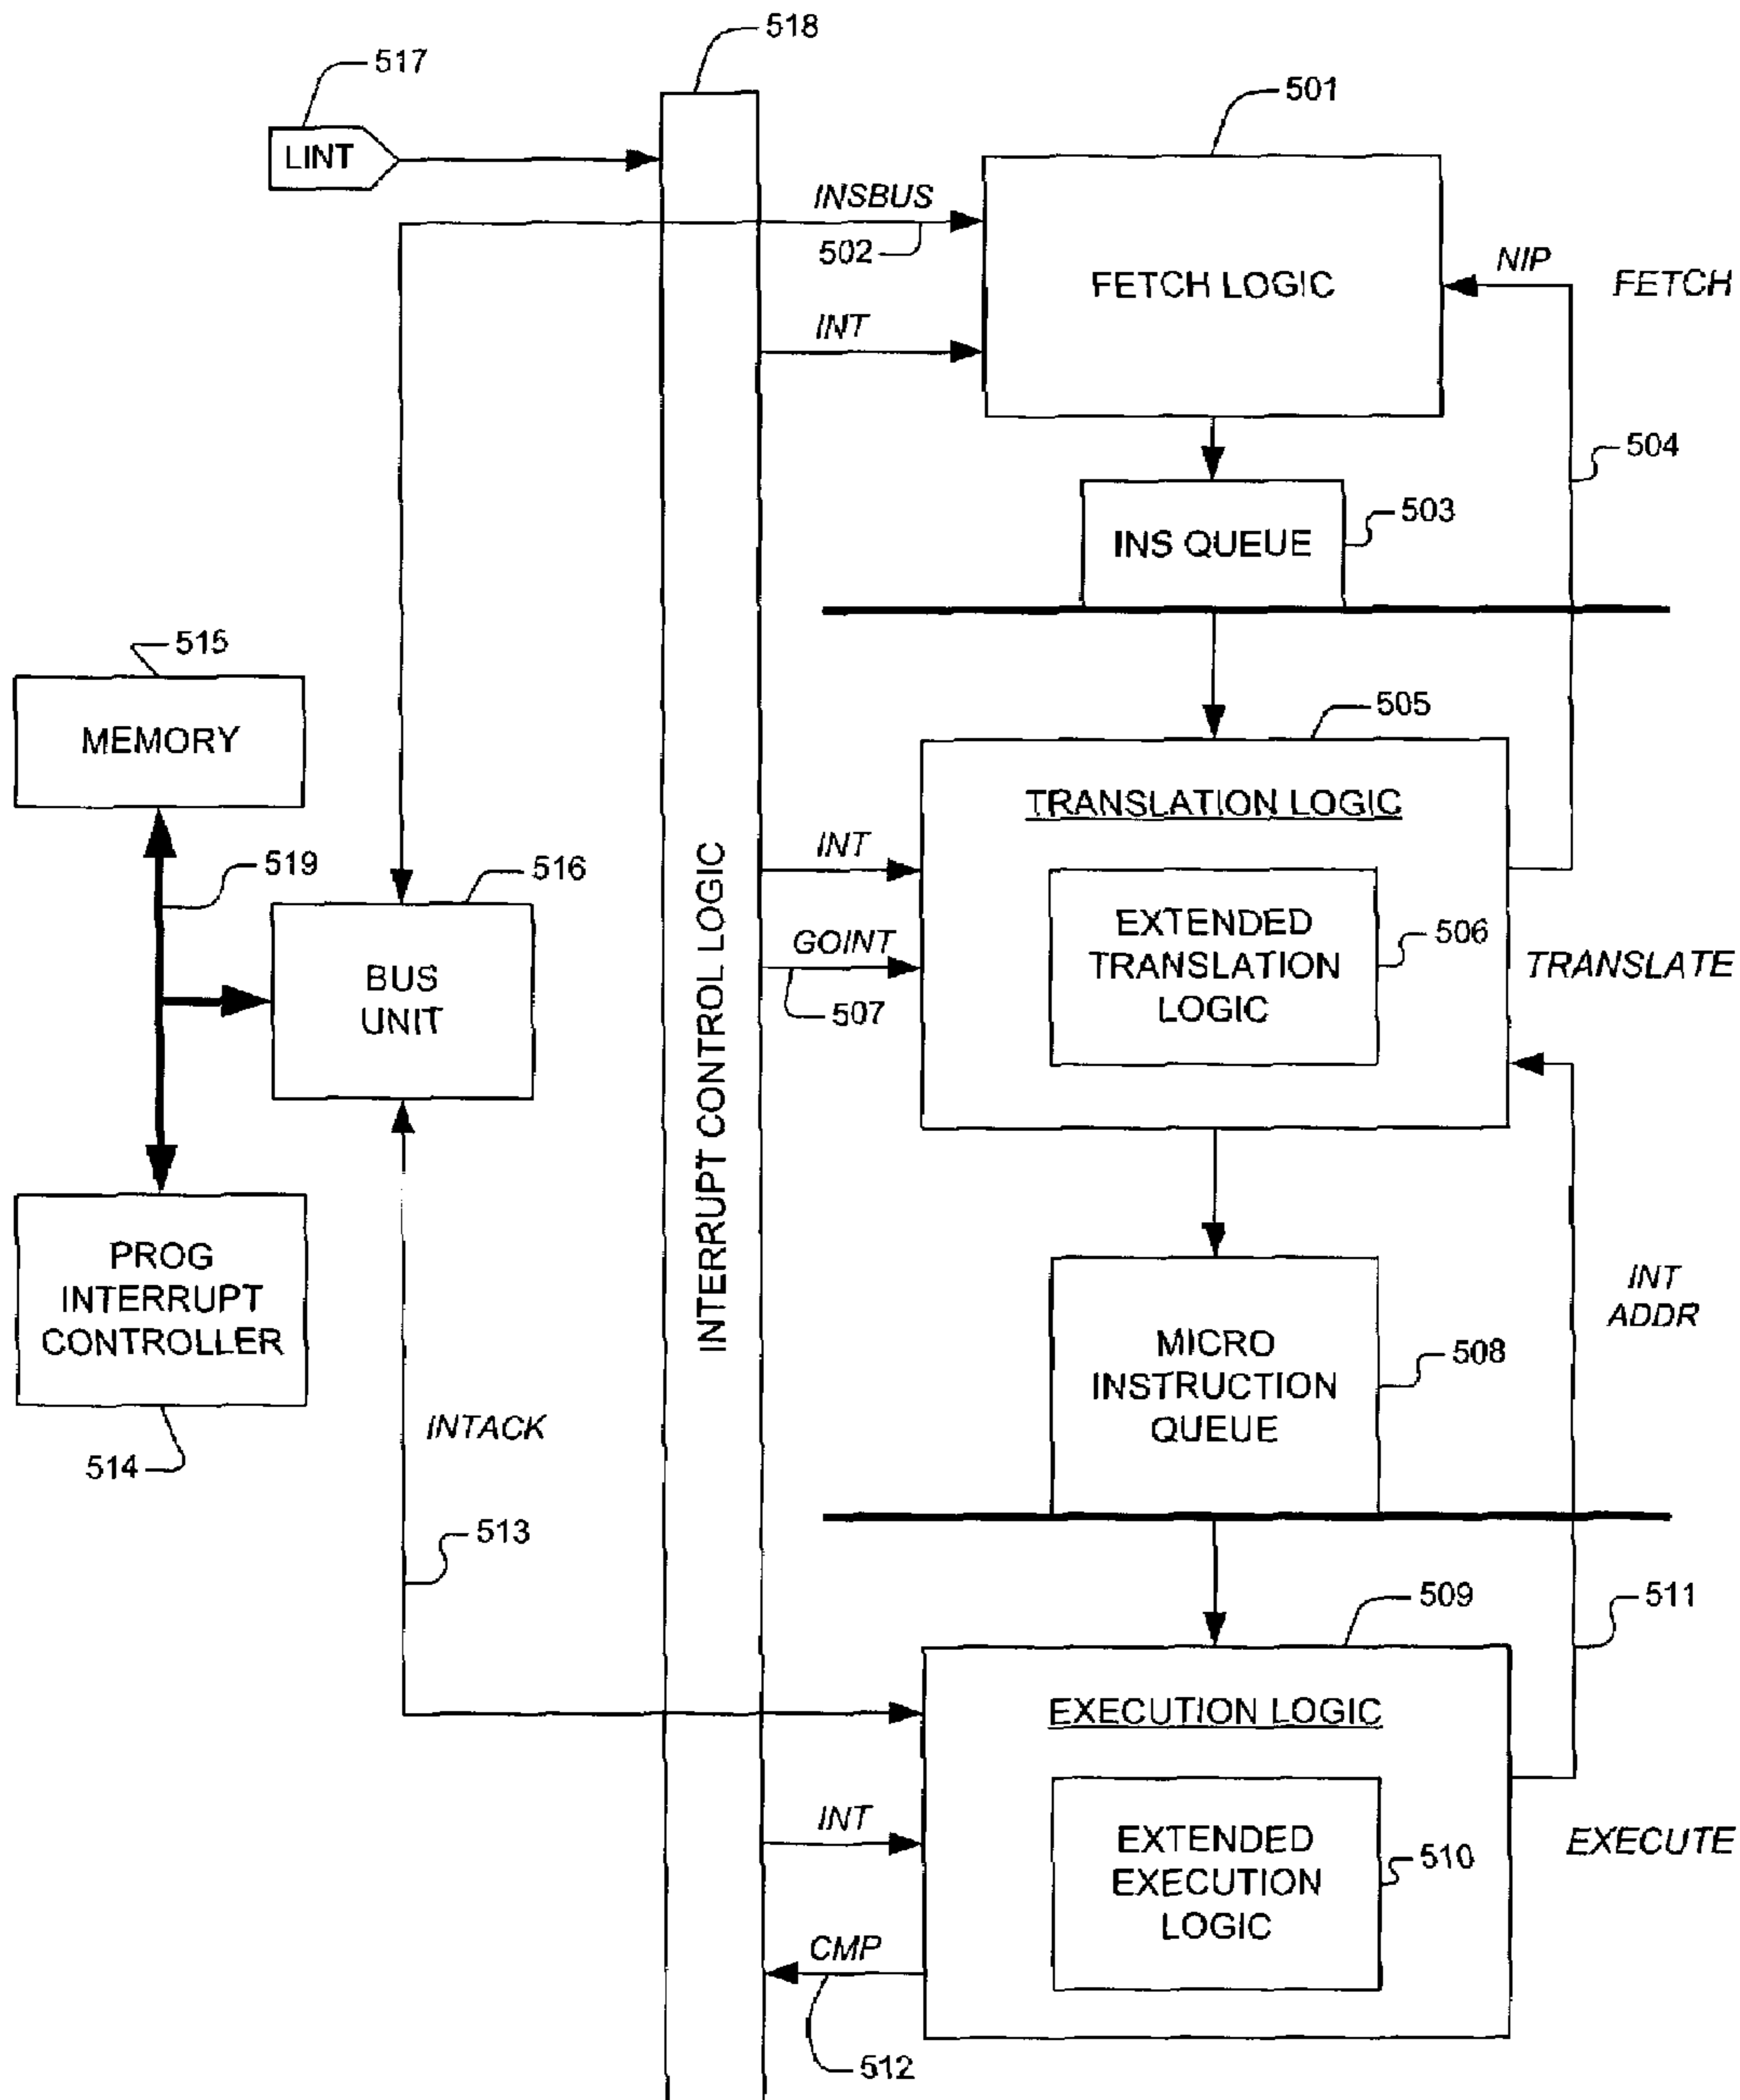 518
517
501
LINT
INSBUS
502
FETCH LOGIC
NIP
FETCH
INT
504
INS QUEUE
503
515
MEMORY
505
TRANSLATION LOGIC
519
516
INT
EXTENDED
TRANSLATION
LOGIC
506
GOINT
507
TRANSLATE
BUS
UNIT
INTERRUPT CONTROL LOGIC
PROG
INTERRUPT
CONTROLLER
514
INT
ADDR
MICRO
INSTRUCTION
QUEUE
508
INTACK
513
509
511
EXECUTION LOGIC
INT
EXTENDED
EXECUTION
LOGIC
510
EXECUTE
CMP
512